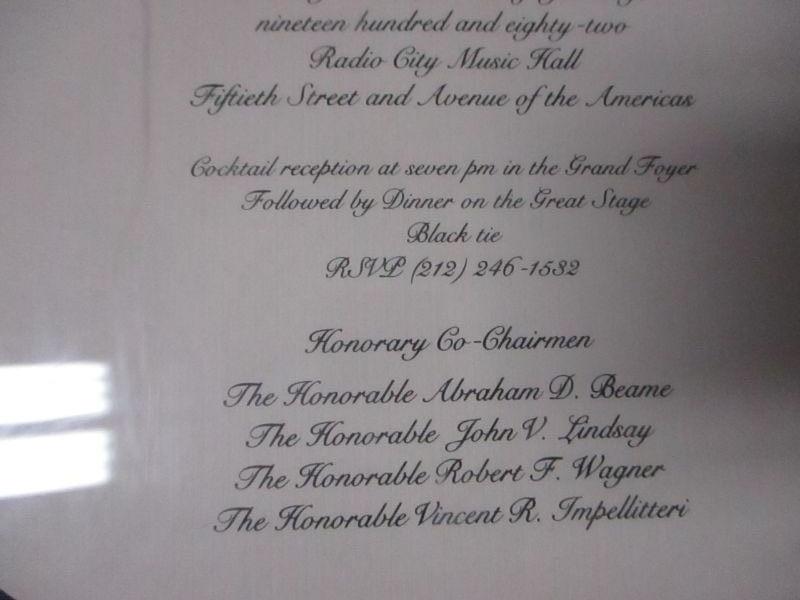 nineteen hundred and eighty-two
Radio City Music Hall
Fiftieth Street and Avenue of the Americas
Cocktail reception at seven pm in the Grand Foyer
Followed by Dinner on the Great Stage
Black tie
RSVP (212) 246-1532
Honorary Co-Chairmen
The Honorable Abraham D. Beame
The Honorable John V. Lindsay
The Honorable Robert F. Wagner
The Honorable Vincent R. Impellitteri